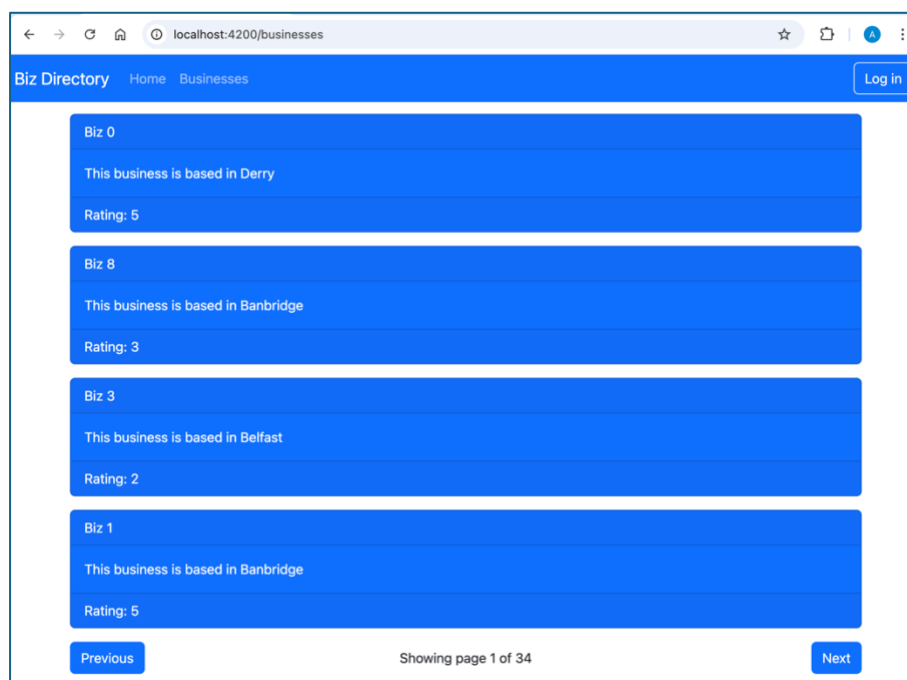 localhost:4200/businesses
A
Biz Directory Home Businesses Log in
Biz 0
This business is based in Derry
Rating: 5
Biz 8
This business is based in Banbridge
Rating: 3
Biz 3
This business is based in Belfast
Rating: 2
Biz 1
This business is based in Banbridge
Rating: 5
Previous Showing page 1 of 34 Next